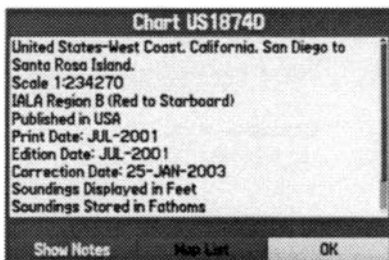 Chart US18740
United States-West Coast. California. San Diego to
Santa Rosa Island.
Scale 1:234270
IALA Region B (Red to Starboard)
Published in USA
Print Date: JUL-2001
Edition Date: JUL-2001
Correction Date: 25-JAN-2003
Soundings Displayed in Feet
Soundings Stored in Fathoms
Show Notes
Map List
OK